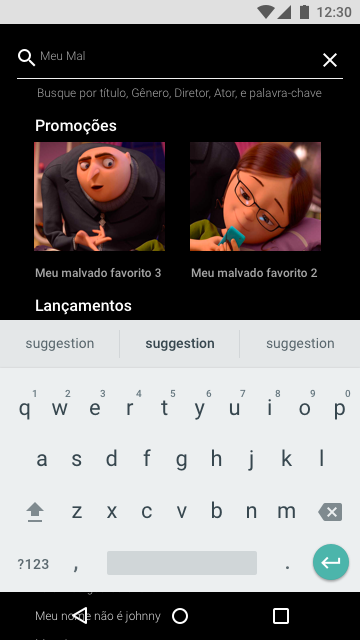 12:30
Meu Mal
Busque por título, Gênero, Diretor, Ator, e palavra-chave
Promoções
Meu malvado favorito 3
Meu malvado favorito 2
Lançamentos
suggestion suggestion suggestion
1 2 3 4 5 6 7 8 9 0
q w e r t y u i o p
a s d f g h j k l
z x c v b n m
?123 , .
Meu nome não é johnny